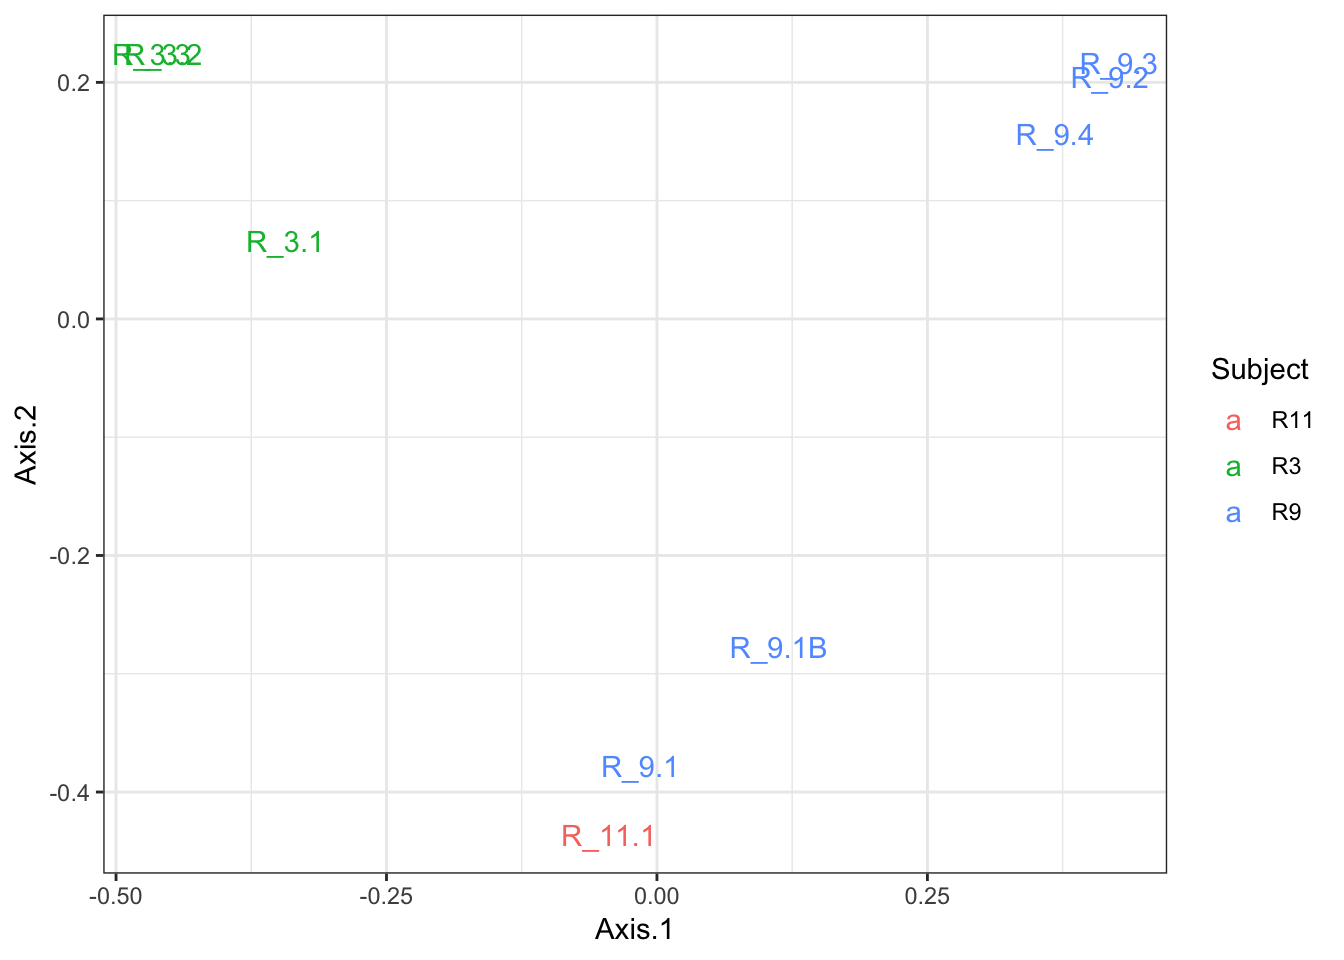 R_9.3
0.2
R_9.2
R_9.4
R_3.1
0.0
Subject
a R11
Axis.2
a R3
a R9
-0.2
R_9.1B
R_9.1
-0.4
R_11.1
-0.50 -0.25 0.00 0.25
Axis.1